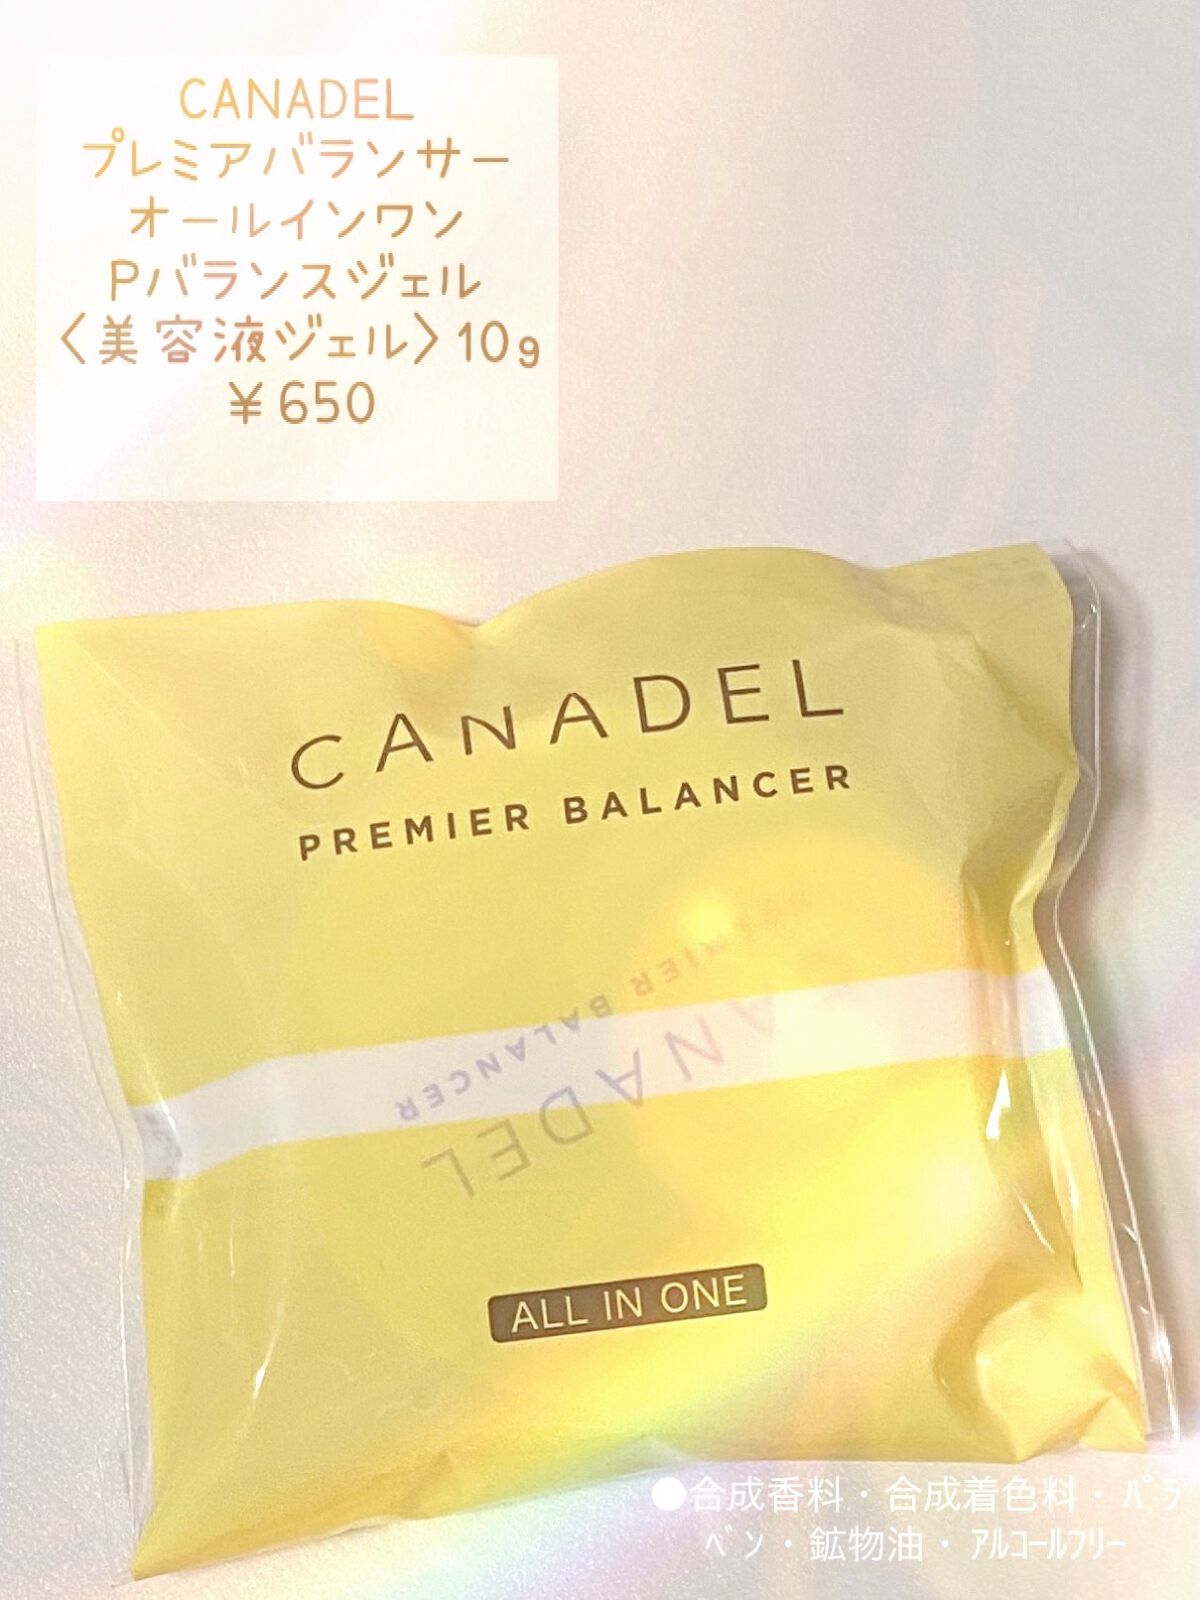 CANADEL
プレミアバランサー
オールインワン
Pバランスジェル
〈美容液ジェル〉10g
￥650
CANADEL
PREMIER BALANCER
PREMIER BALANCER
CANADEL
ALL IN ONE
●合成香料・合成着色料・ﾊﾟﾗ
ﾍﾞﾝ・鉱物油・ｱﾙｺｰﾙﾌﾘｰ